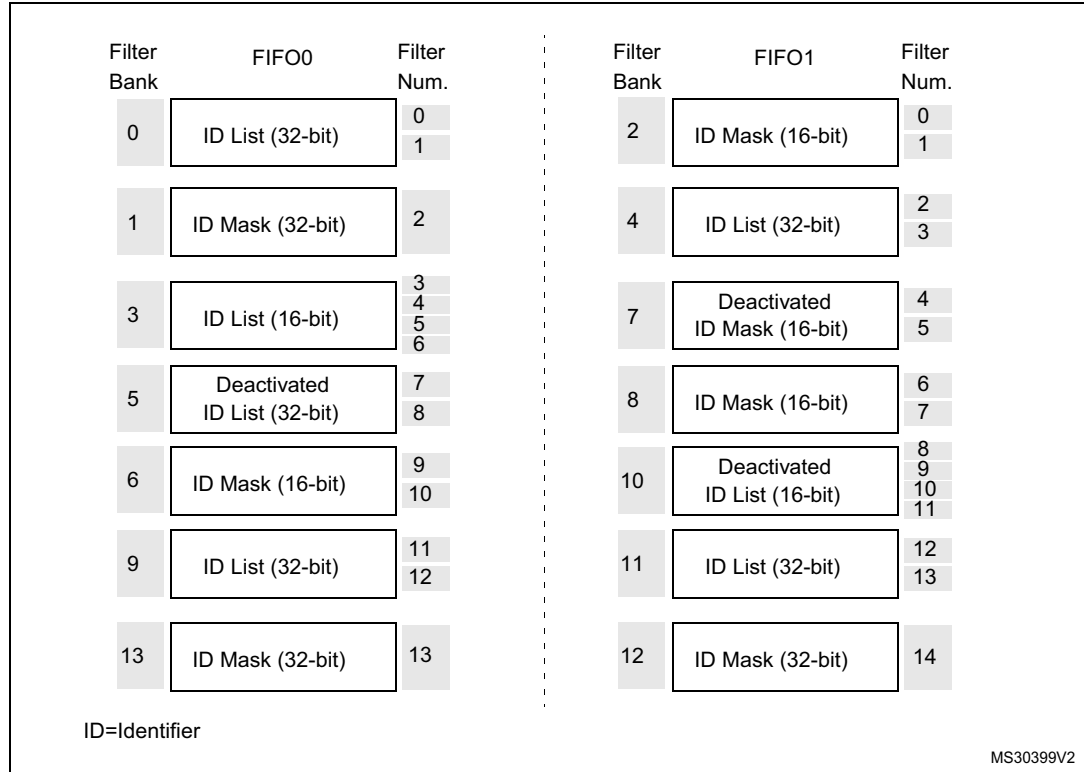 Filter Bank FIFO0 Filter Num.
0 ID List (32-bit) 0 1
1 ID Mask (32-bit) 2
3 ID List (16-bit) 3 4 5 6
5 Deactivated ID List (32-bit) 7 8
6 ID Mask (16-bit) 9 10
9 ID List (32-bit) 11 12
13 ID Mask (32-bit) 13
Filter Bank FIFO1 Filter Num.
2 ID Mask (16-bit) 0 1
4 ID List (32-bit) 2 3
7 Deactivated ID Mask (16-bit) 4 5
8 ID Mask (16-bit) 6 7
10 Deactivated ID List (16-bit) 8 9 10 11
11 ID List (32-bit) 12 13
12 ID Mask (32-bit) 14
ID=Identifier
MS30399V2